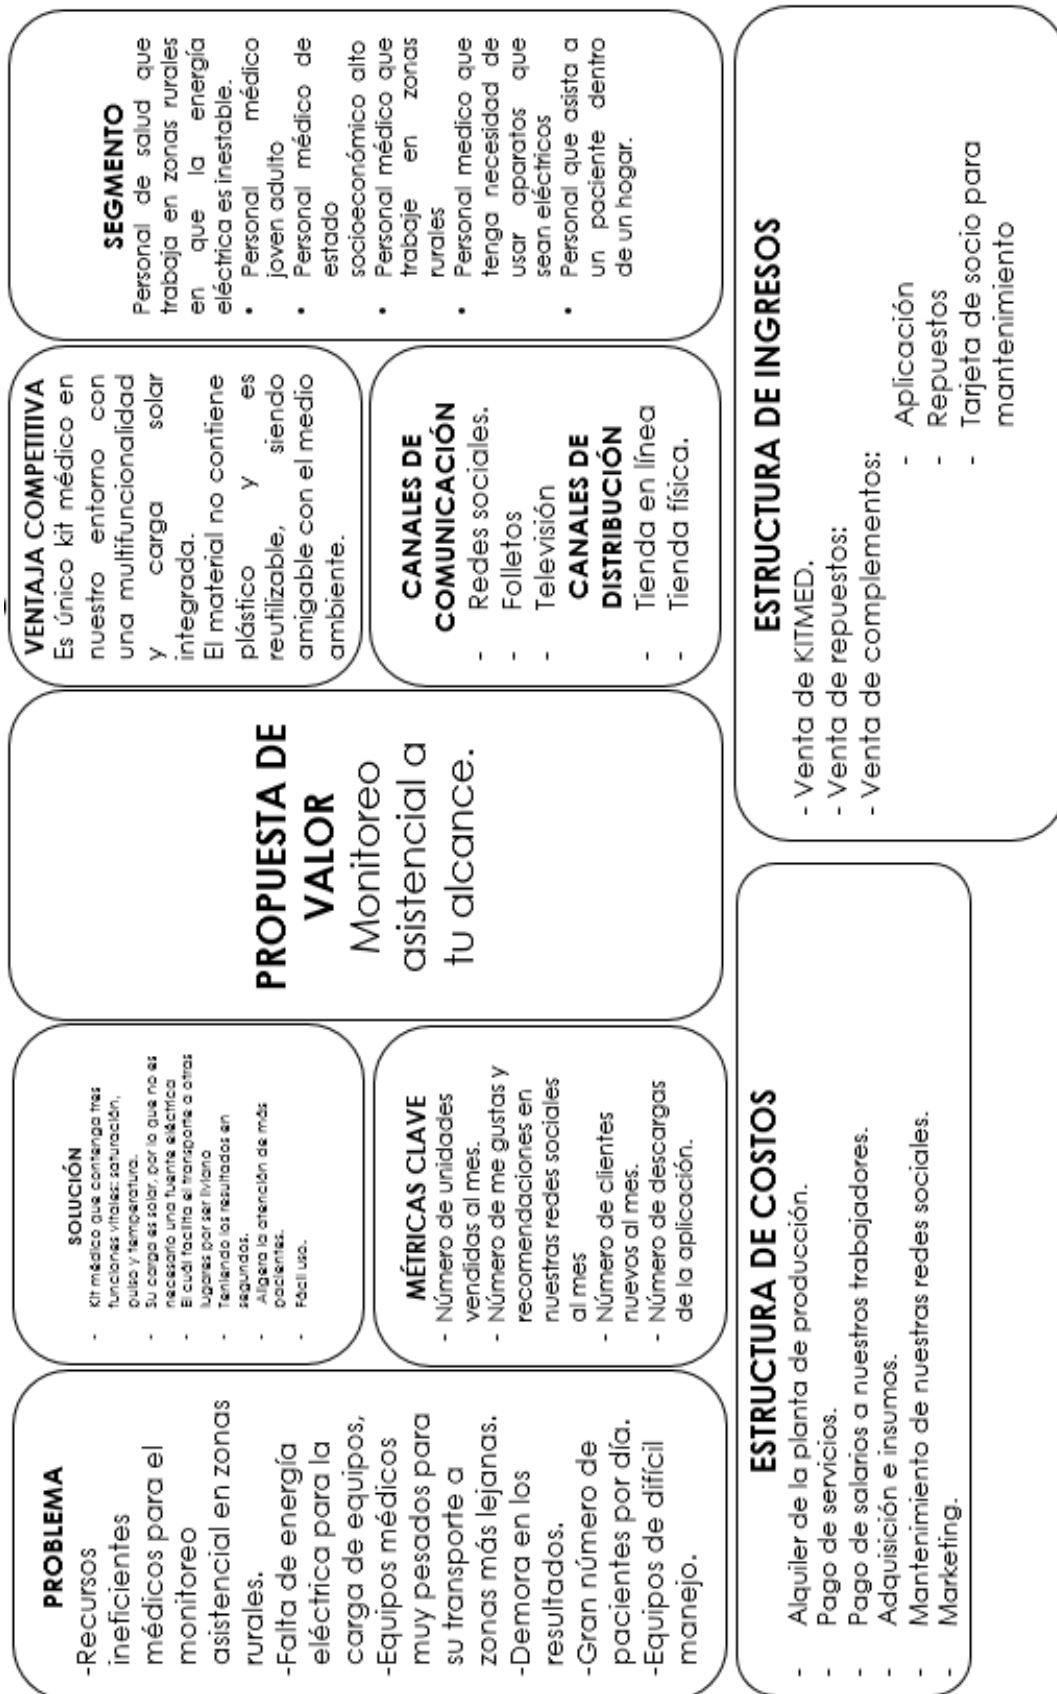 PROBLEMA
-Recursos
ineficientes
médicos para el
monitoreo
asistencial en zonas
rurales.
-Falta de energía
eléctrica para la
carga de equipos,
-Equipos médicos
muy pesados para
su transporte a
zonas más lejanas.
-Demora en los
resultados.
-Gran número de
pacientes por día.
-Equipos de difícil
manejo.
SOLUCIÓN
- Kit médico que contenga tres
funciones vitales: saturación,
pulso y temperatura.
- Su carga es solar, por lo que no es
necesario una fuente eléctrica
- El cuál facilita el transporte a otras
lugares por ser liviano
- Teniendo los resultados en
segundos.
- Aligera la atención de más
pacientes.
- Fácil uso.
MÉTRICAS CLAVE
- Número de unidades
vendidas al mes.
- Número de me gustas y
recomendaciones en
nuestras redes sociales
al mes
- Número de clientes
nuevos al mes.
- Número de descargas
de la aplicación.
PROPUESTA DE
VALOR
Monitoreo
asistencial a
tu alcance.
VENTAJA COMPETITIVA
Es único kit médico en
nuestro entorno con
una multifuncionalidad
y carga solar
integrada.
El material no contiene
plástico y es
reutilizable, siendo
amigable con el medio
ambiente.
CANALES DE
COMUNICACIÓN
- Redes sociales.
- Folletos
- Televisión
CANALES DE
DISTRIBUCIÓN
- Tienda en línea
- Tienda física.
SEGMENTO
Personal de salud que
trabaja en zonas rurales
en que la energía
eléctrica es inestable.
• Personal médico
joven adulto
• Personal médico de
estado
socioeconómico alto
• Personal médico que
trabaje en zonas
rurales
• Personal medico que
tenga necesidad de
usar aparatos que
sean eléctricos
• Personal que asista a
un paciente dentro
de un hogar.
ESTRUCTURA DE COSTOS
- Alquiler de la planta de producción.
- Pago de servicios.
- Pago de salarios a nuestros trabajadores.
- Adquisición e insumos.
- Mantenimiento de nuestras redes sociales.
- Marketing.
ESTRUCTURA DE INGRESOS
- Venta de KITMED.
- Venta de repuestos:
- Venta de complementos:
- Aplicación
- Repuestos
- Tarjeta de socio para
mantenimiento